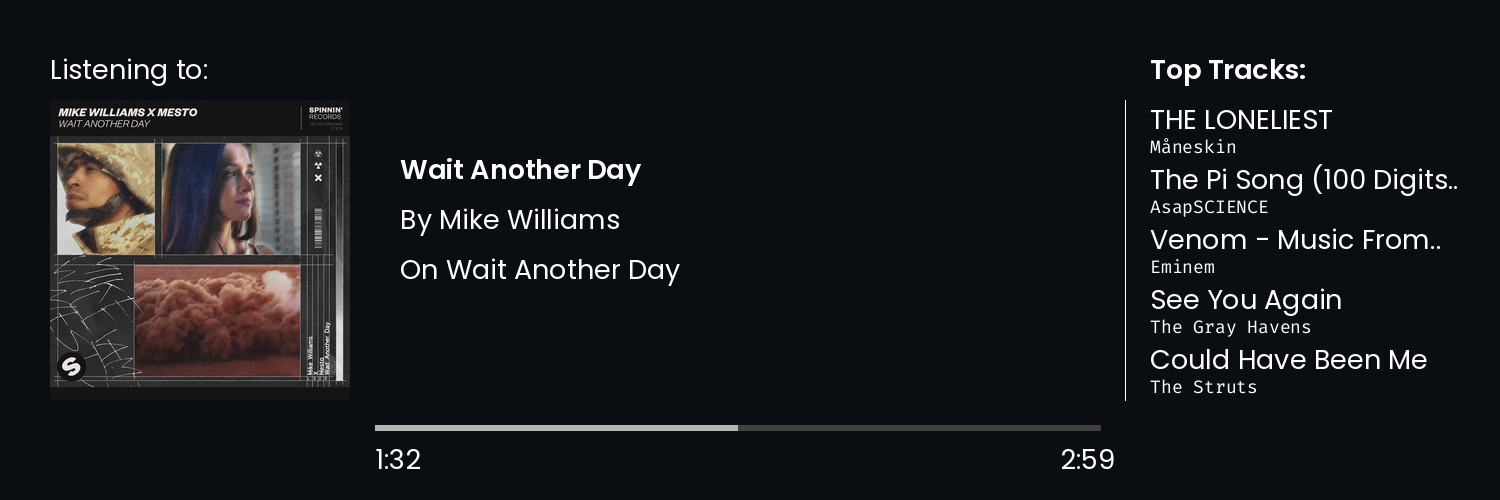 Listening to:
MIKE WILLIAMS X MESTO
WAIT ANOTHER DAY
SPINNIN'
RECORDS
Mike Williams
X
Mesto
Wait Another Day
Wait Another Day
By Mike Williams
On Wait Another Day
1:32
2:59
Top Tracks:
THE LONELIEST
Måneskin
The Pi Song (100 Digits..
AsapSCIENCE
Venom - Music From..
Eminem
See You Again
The Gray Havens
Could Have Been Me
The Struts